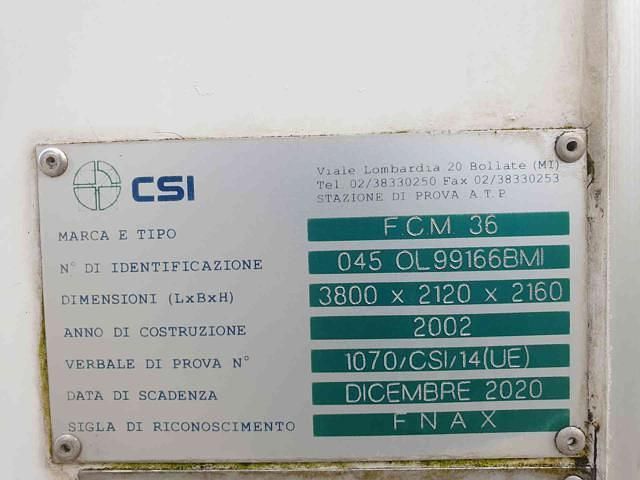 CSI
Viale Lombardia 20 Bollate (MI)
Tel 02/38330250 Fax 02/38330253
STAZIONE DI PROVA A.T.P
MARCA E TIPO F.C.M 36
N° DI IDENTIFICAZIONE 045 OL99166BMI
DIMENSIONI (LxBxH) 3800 x 2120 x 2160
ANNO DI COSTRUZIONE 2002
VERBALE DI PROVA N° 1070/CSI/14(UE)
DATA DI SCADENZA DICEMBRE 2020
SIGLA DI RICONOSCIMENTO FNAX